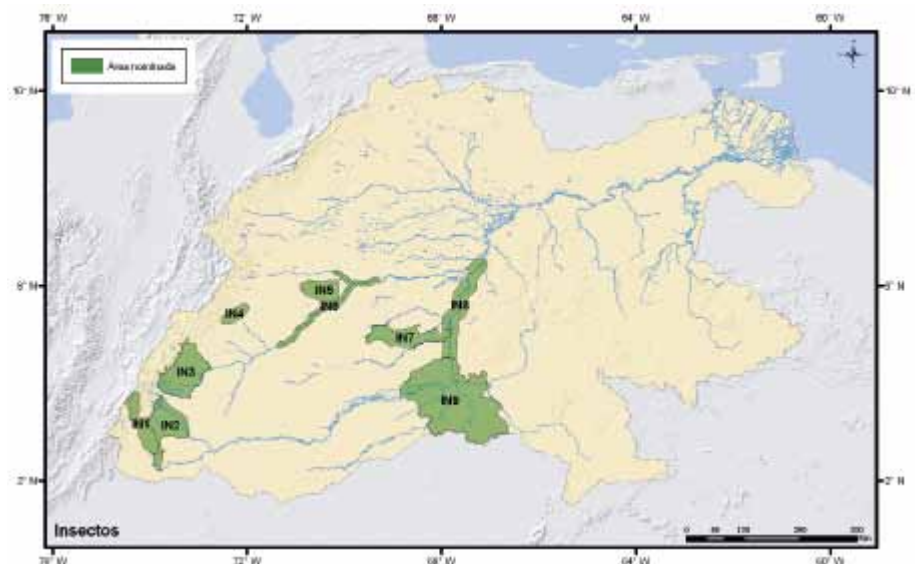 76° W 72° W 68° W 64° W 60° W
Área nominada
10° N 10° N
6° N 6° N
2° N 2° N
IN5
IN6
IN8
IN4
IN7
IN3
IN9
IN1 IN2
Insectos
76° W 72° W 68° W 64° W 60° W